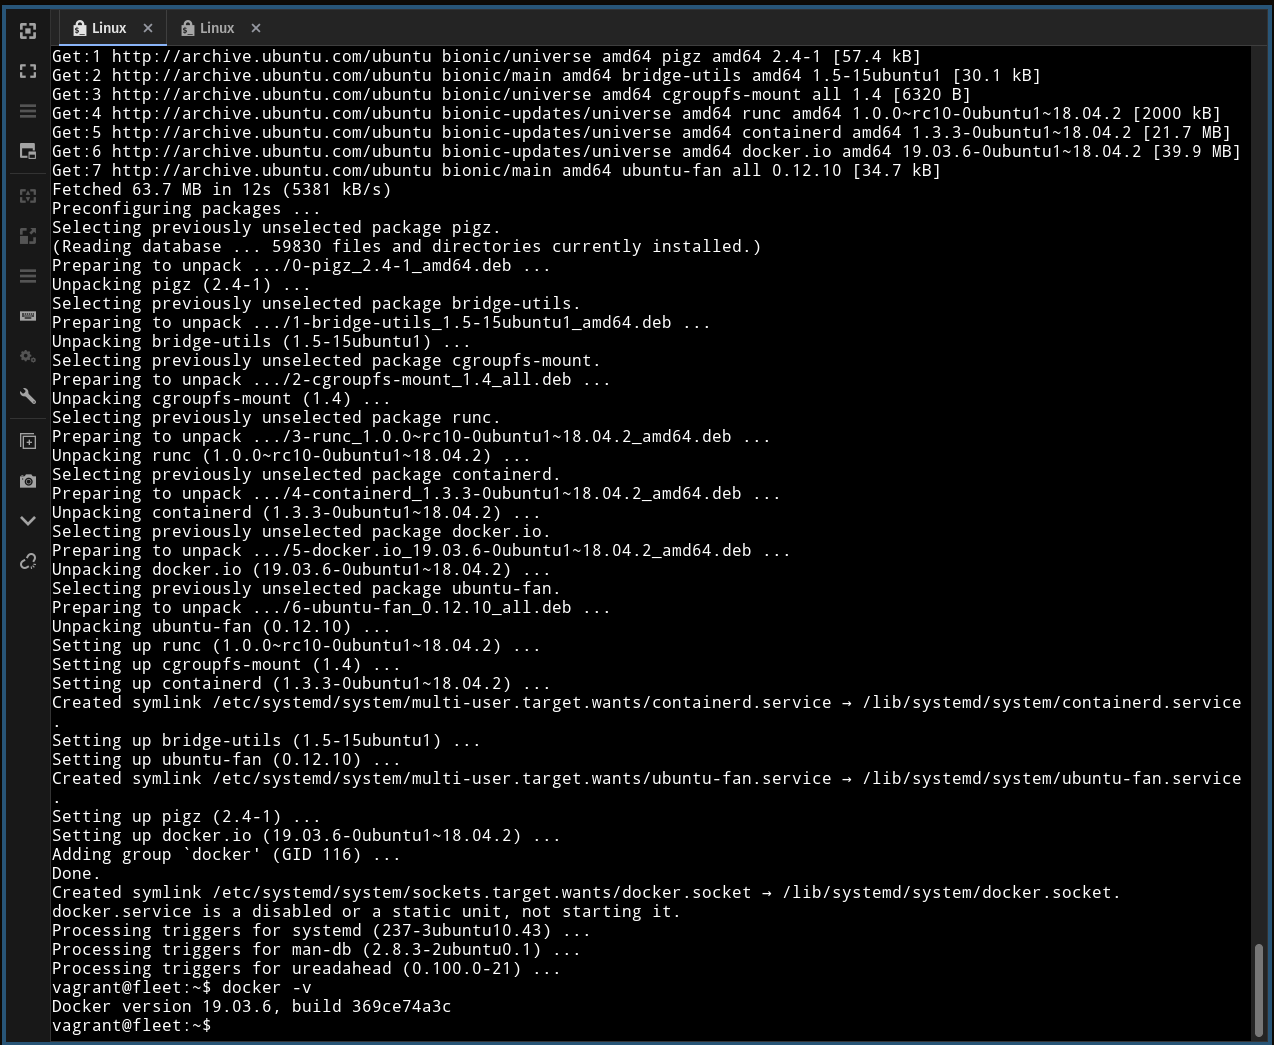 Linux
Linux
Get:1 http://archive.ubuntu.com/ubuntu bionic/universe amd64 pigz amd64 2.4-1 [57.4 kB]
Get:2 http://archive.ubuntu.com/ubuntu bionic/main amd64 bridge-utils amd64 1.5-15ubuntu1 [30.1 kB]
Get:3 http://archive.ubuntu.com/ubuntu bionic/universe amd64 cgroupfs-mount all 1.4 [6320 B]
Get:4 http://archive.ubuntu.com/ubuntu bionic-updates/universe amd64 runc amd64 1.0.0~rc10-0ubuntu1~18.04.2 [2000 kB]
Get:5 http://archive.ubuntu.com/ubuntu bionic-updates/universe amd64 containerd amd64 1.3.3-0ubuntu1~18.04.2 [21.7 MB]
Get:6 http://archive.ubuntu.com/ubuntu bionic-updates/universe amd64 docker.io amd64 19.03.6-0ubuntu1~18.04.2 [39.9 MB]
Get:7 http://archive.ubuntu.com/ubuntu bionic/main amd64 ubuntu-fan all 0.12.10 [34.7 kB]
Fetched 63.7 MB in 12s (5381 kB/s)
Preconfiguring packages ...
Selecting previously unselected package pigz.
(Reading database ... 59830 files and directories currently installed.)
Preparing to unpack .../0-pigz_2.4-1_amd64.deb ...
Unpacking pigz (2.4-1) ...
Selecting previously unselected package bridge-utils.
Preparing to unpack .../1-bridge-utils_1.5-15ubuntu1_amd64.deb ...
Unpacking bridge-utils (1.5-15ubuntu1) ...
Selecting previously unselected package cgroupfs-mount.
Preparing to unpack .../2-cgroupfs-mount_1.4_all.deb ...
Unpacking cgroupfs-mount (1.4) ...
Selecting previously unselected package runc.
Preparing to unpack .../3-runc_1.0.0~rc10-0ubuntu1~18.04.2_amd64.deb ...
Unpacking runc (1.0.0~rc10-0ubuntu1~18.04.2) ...
Selecting previously unselected package containerd.
Preparing to unpack .../4-containerd_1.3.3-0ubuntu1~18.04.2_amd64.deb ...
Unpacking containerd (1.3.3-0ubuntu1~18.04.2) ...
Selecting previously unselected package docker.io.
Preparing to unpack .../5-docker.io_19.03.6-0ubuntu1~18.04.2_amd64.deb ...
Unpacking docker.io (19.03.6-0ubuntu1~18.04.2) ...
Selecting previously unselected package ubuntu-fan.
Preparing to unpack .../6-ubuntu-fan_0.12.10_all.deb ...
Unpacking ubuntu-fan (0.12.10) ...
Setting up runc (1.0.0~rc10-0ubuntu1~18.04.2) ...
Setting up cgroupfs-mount (1.4) ...
Setting up containerd (1.3.3-0ubuntu1~18.04.2) ...
Created symlink /etc/systemd/system/multi-user.target.wants/containerd.service → /lib/systemd/system/containerd.service
.
Setting up bridge-utils (1.5-15ubuntu1) ...
Setting up ubuntu-fan (0.12.10) ...
Created symlink /etc/systemd/system/multi-user.target.wants/ubuntu-fan.service → /lib/systemd/system/ubuntu-fan.service
.
Setting up pigz (2.4-1) ...
Setting up docker.io (19.03.6-0ubuntu1~18.04.2) ...
Adding group `docker' (GID 116) ...
Done.
Created symlink /etc/systemd/system/sockets.target.wants/docker.socket → /lib/systemd/system/docker.socket.
docker.service is a disabled or a static unit, not starting it.
Processing triggers for systemd (237-3ubuntu10.43) ...
Processing triggers for man-db (2.8.3-2ubuntu0.1) ...
Processing triggers for ureadahead (0.100.0-21) ...
vagrant@fleet:~$ docker -v
Docker version 19.03.6, build 369ce74a3c
vagrant@fleet:~$